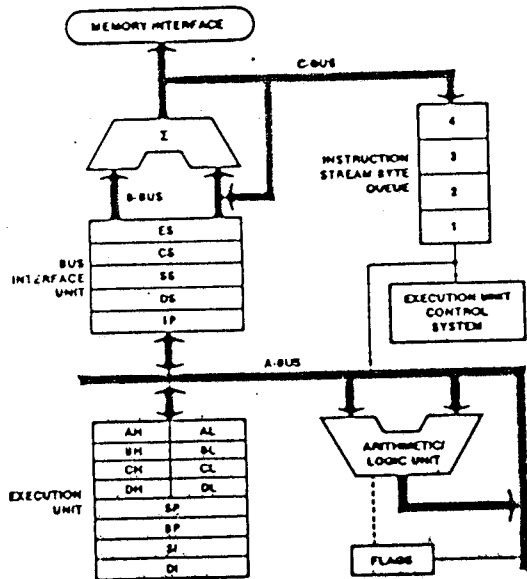 MEMORY INTERFACE
C-BUS
Σ
B-BUS
4
3
2
1
INSTRUCTION
STREAM BYTE
QUEUE
ES
CS
SS
DS
IP
BUS
INTERFACE
UNIT
EXECUTION UNIT
CONTROL
SYSTEM
A-BUS
AH AL
BH BL
CH CL
DH DL
SP
BP
SI
DI
EXECUTION
UNIT
ARITHMETIC/
LOGIC UNIT
FLAGS